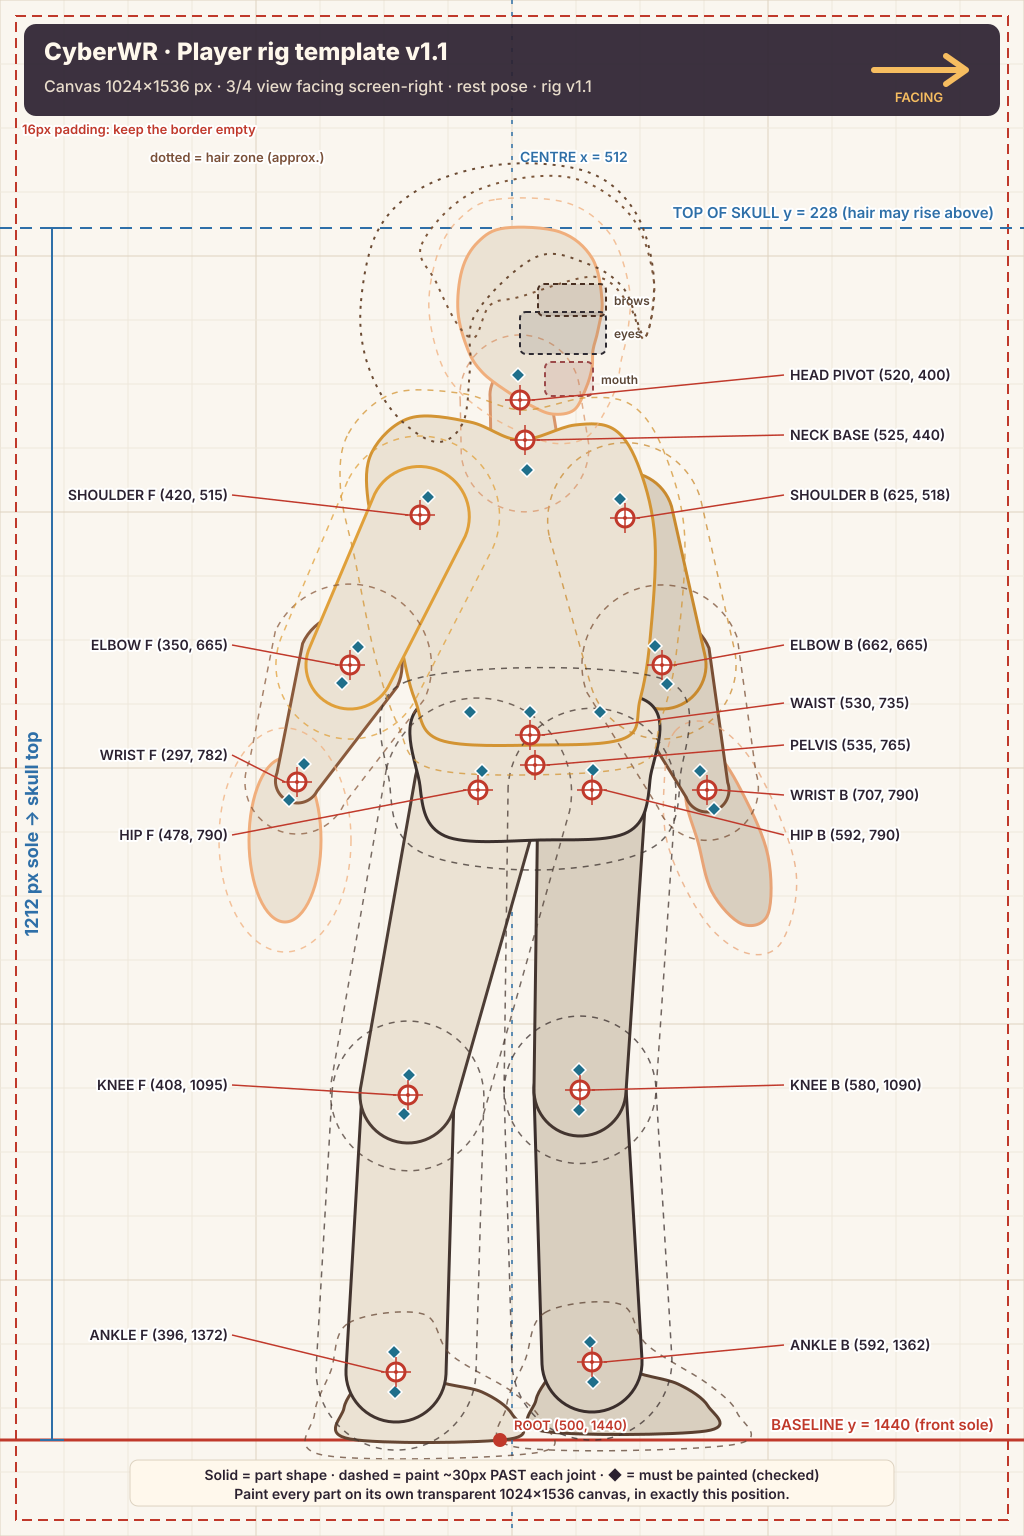 CyberWR · Player rig template v1.1
Canvas 1024×1536 px · 3/4 view facing screen-right · rest pose · rig v1.1
FACING
16px padding: keep the border empty
dotted = hair zone (approx.)
CENTRE x = 512
TOP OF SKULL y = 228 (hair may rise above)
brows
eyes
mouth
HEAD PIVOT (520, 400)
NECK BASE (525, 440)
SHOULDER F (420, 515)
SHOULDER B (625, 518)
ELBOW F (350, 665)
ELBOW B (662, 665)
WAIST (530, 735)
PELVIS (535, 765)
WRIST F (297, 782)
WRIST B (707, 790)
HIP F (478, 790)
HIP B (592, 790)
1212 px sole → skull top
KNEE F (408, 1095)
KNEE B (580, 1090)
ANKLE F (396, 1372)
ANKLE B (592, 1362)
ROOT (500, 1440)
BASELINE y = 1440 (front sole)
Solid = part shape · dashed = paint ~30px PAST each joint · ◆ = must be painted (checked)
Paint every part on its own transparent 1024×1536 canvas, in exactly this position.